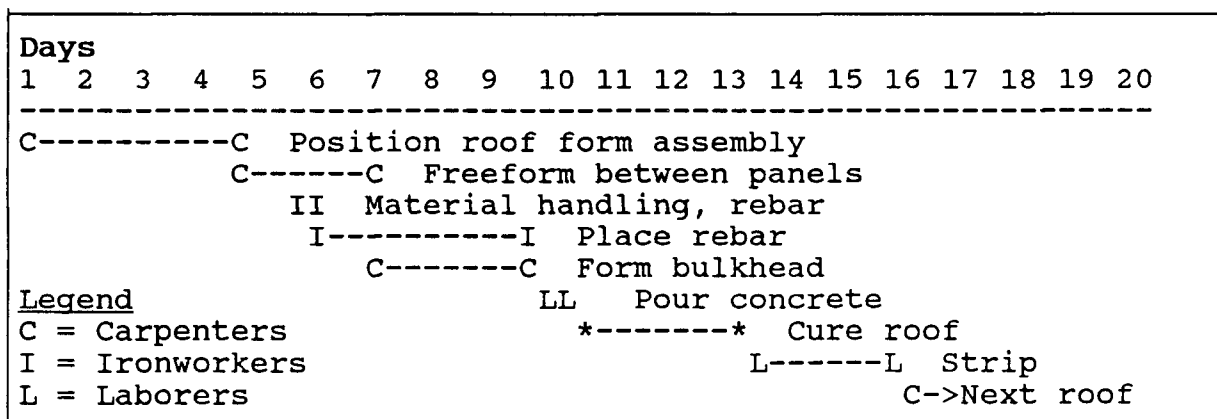 Days
1 2 3 4 5 6 7 8 9 10 11 12 13 14 15 16 17 18 19 20
--------------------------------------------------------------------
C-----------C Position roof form assembly
C------C Freeform between panels
II Material handling, rebar
I----------I Place rebar
C-------C Form bulkhead
Legend LL Pour concrete
C = Carpenters *-------* Cure roof
I = Ironworkers L------L Strip
L = Laborers C->Next roof